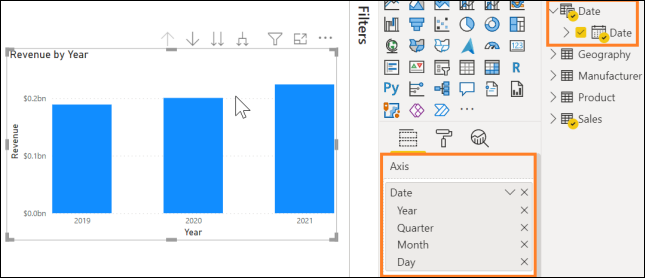 Revenue by Year
Revenue
$0.2bn
$0.1bn
$0.0bn
2019
2020
2021
Year
Filters
123
R
Py
Axis
Date
Year
Quarter
Month
Day
Date
Date
Geography
Manufacturer
Product
Sales